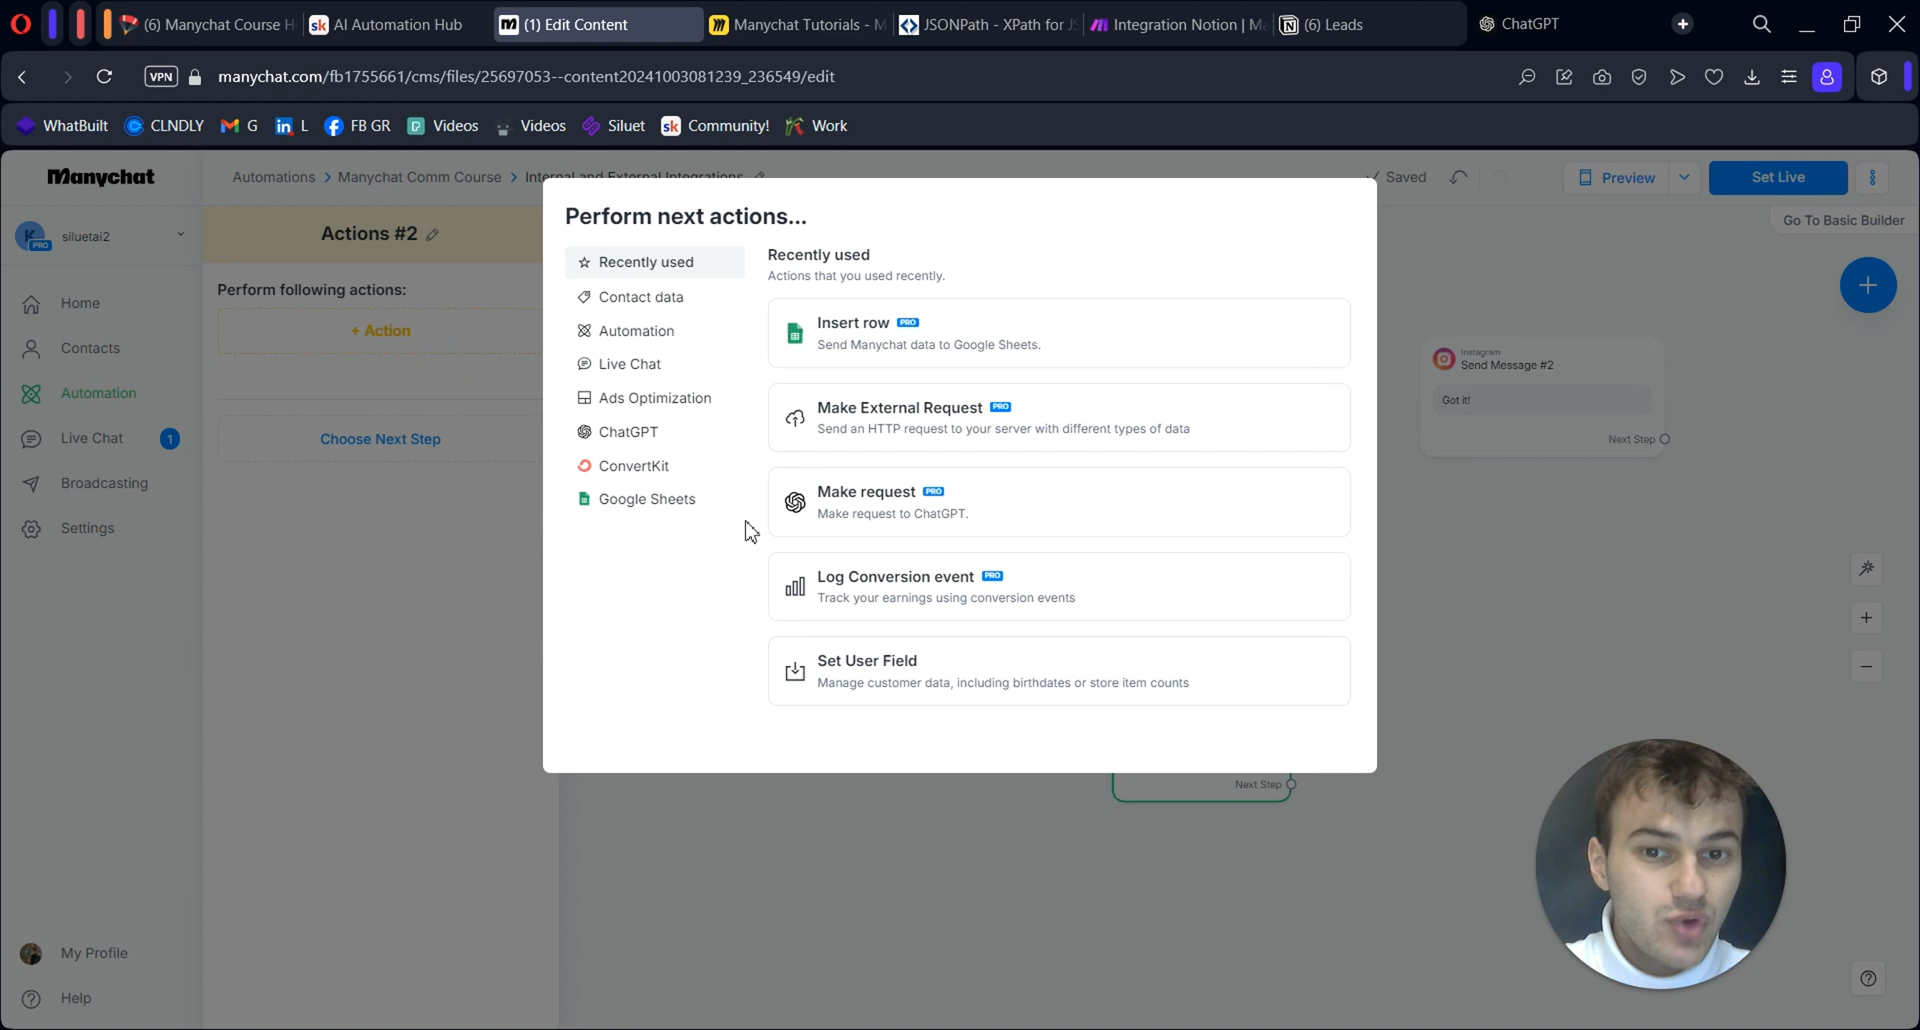 (6) Manychat Course H
AI Automation Hub
(1) Edit Content
Manychat Tutorials - M
JSONPath - XPath for JS
Integration Notion | Ma
(6) Leads
ChatGPT
VPN
manychat.com/fb1755661/cms/files/25697053--content20241003081239_236549/edit
WhatBuilt
CLNDLY
G
L
FB GR
Videos
Videos
Siluet
Community!
Work
Manychat
Automations > Manychat Comm Course > Internal and External Integrations
Saved
Preview
Set Live
Go To Basic Builder
siluetai2
PRO
Home
Contacts
Automation
Live Chat 1
Broadcasting
Settings
My Profile
Help
Actions #2
Perform following actions:
+ Action
Choose Next Step
Perform next actions...
Recently used
Contact data
Automation
Live Chat
Ads Optimization
ChatGPT
ConvertKit
Google Sheets
Recently used
Actions that you used recently.
Insert row PRO
Send Manychat data to Google Sheets.
Make External Request PRO
Send an HTTP request to your server with different types of data
Make request PRO
Make request to ChatGPT.
Log Conversion event PRO
Track your earnings using conversion events
Set User Field
Manage customer data, including birthdates or store item counts
Instagram
Send Message #2
Got it!
Next Step
Next Step